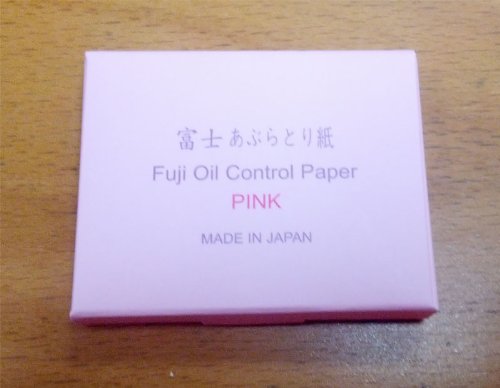 富士あぶらとり紙
Fuji Oil Control Paper
PINK
MADE IN JAPAN